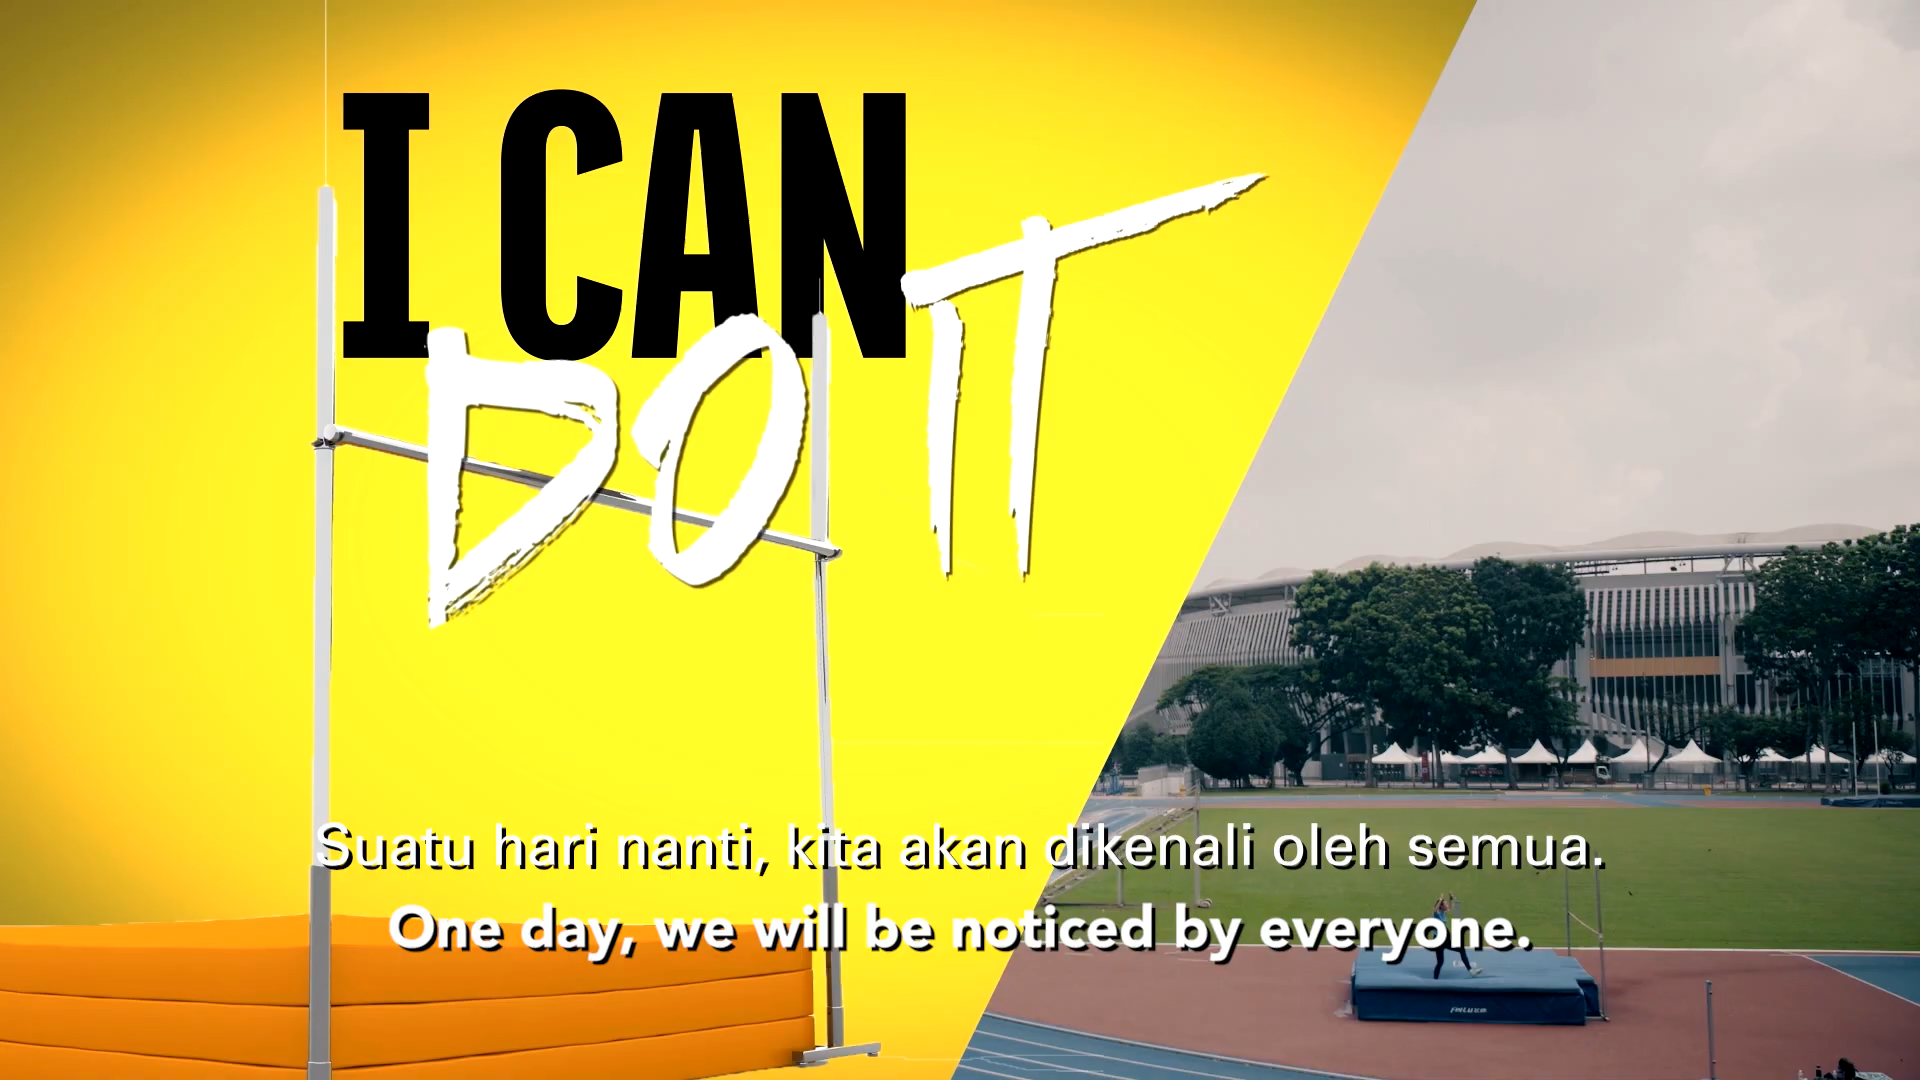 I CAN
DO IT
Suatu hari nanti, kita akan dikenali oleh semua.
One day, we will be noticed by everyone.